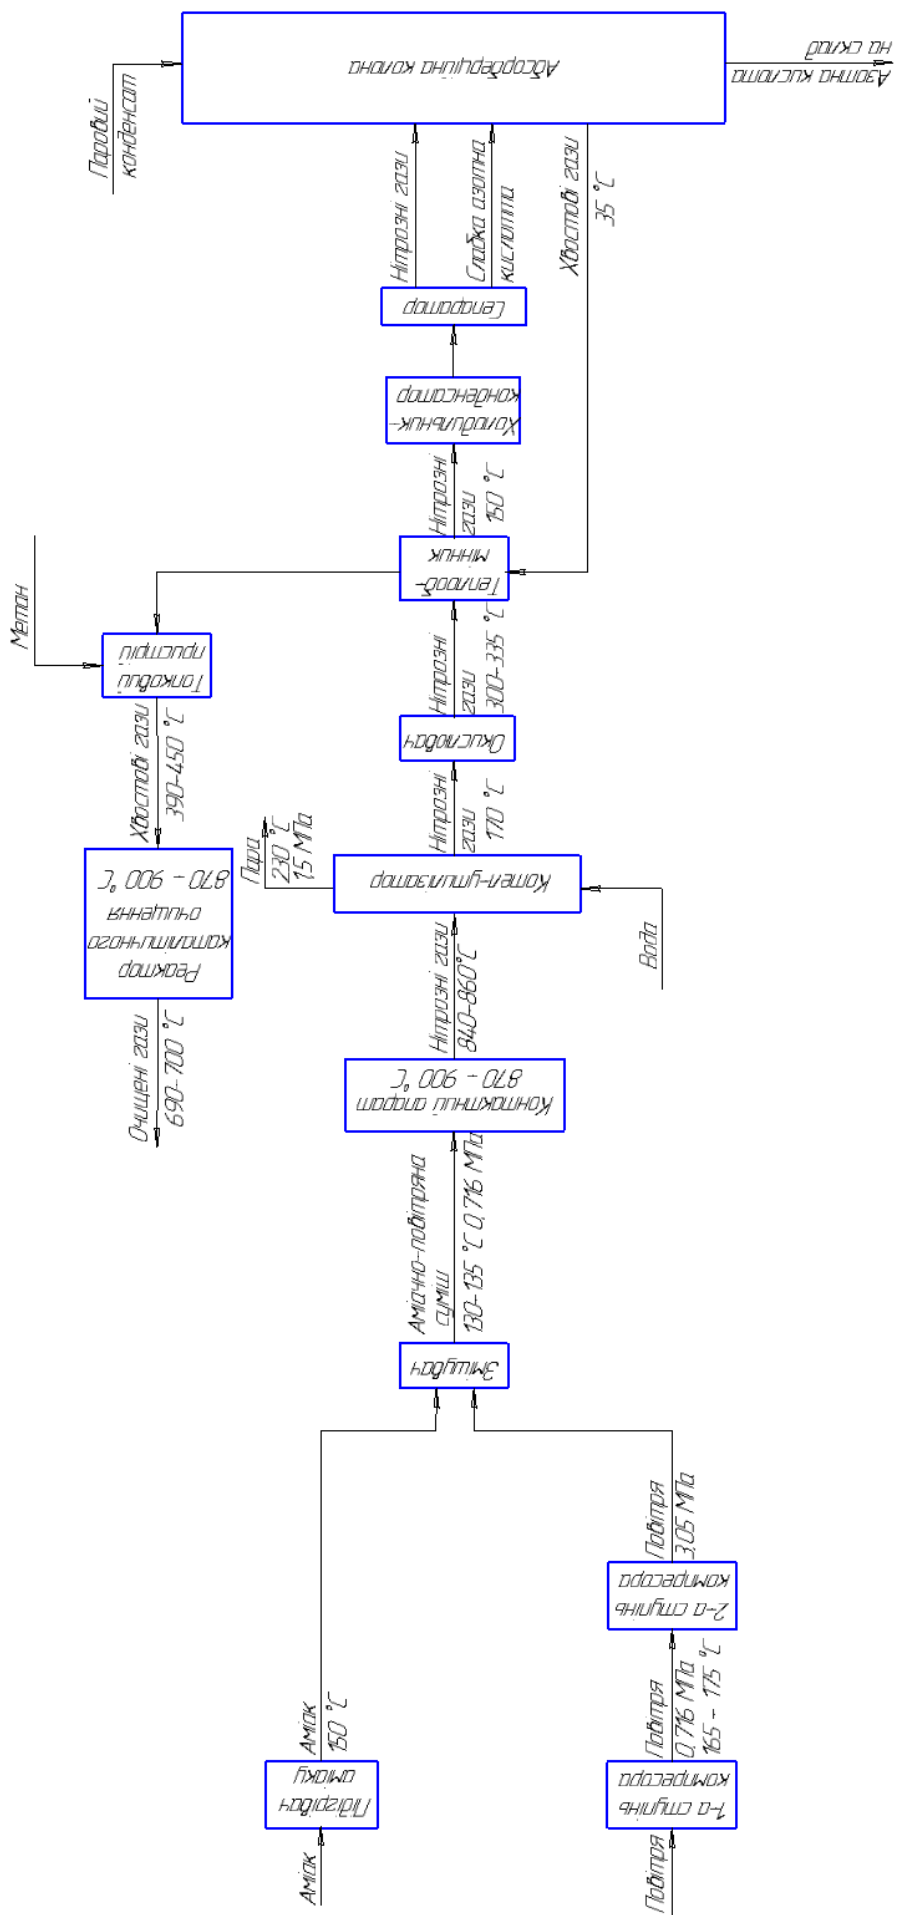 Абсорберційна колона
Паровий
конденсат
Азотна кислота
на склад
Нітрозні гази
Слабка азотна
кислотта
Хвостові гази
35 °С
Сепаратор
Холодильник-
конденсатор
Нітрозні
гази
150 °С
Теплооб-
мінник
Метан
Топковий
пристрій
Нітрозні
гази
300-335 °С
Окислювач
Хвостові гази
390-450 °С
Нітрозні
гази
170 °С
Пара
230 °С
1,5 МПа
Котел-утилізатор
Вода
Реактор
каталітичного
очищення
870 - 900 °С
Очищені гази
690-700 °С
Нітрозні гази
840-860°С
Контактний апарат
870 - 900 °С
Аміачно-повітряна
суміш
130-135 °С 0,716 МПа
Змішувач
Повітря
3,05 МПа
2-а ступінь
компресора
Аміак
150 °С
Повітря
0,716 МПа
165 - 175 °С
Підігрівач
аміаку
1-а ступінь
компресора
Аміак
Повітря